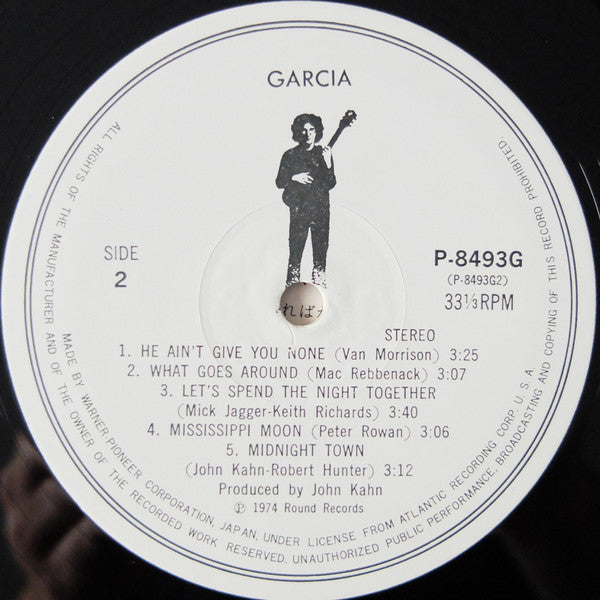 GARCIA
SIDE
2
P-8493G
(P-8493G2)
33⅓RPM
ればな
STEREO
1. HE AIN'T GIVE YOU NONE (Van Morrison) 3:25
2. WHAT GOES AROUND (Mac Rebbenack) 3:07
3. LET'S SPEND THE NIGHT TOGETHER
(Mick Jagger-Keith Richards) 3:40
4. MISSISSIPPI MOON (Peter Rowan) 3:06
5. MIDNIGHT TOWN
(John Kahn-Robert Hunter) 3:12
Produced by John Kahn
Ⓟ 1974 Round Records
ALL RIGHTS OF THE MANUFACTURER AND OF THE OWNER OF THE RECORDED WORK RESERVED. UNAUTHORIZED PUBLIC PERFORMANCE, BROADCASTING AND COPYING OF THIS RECORD PROHIBITED.
MADE BY WARNER-PIONEER CORPORATION, JAPAN, UNDER LICENSE FROM ATLANTIC RECORDING CORP. U.S.A.